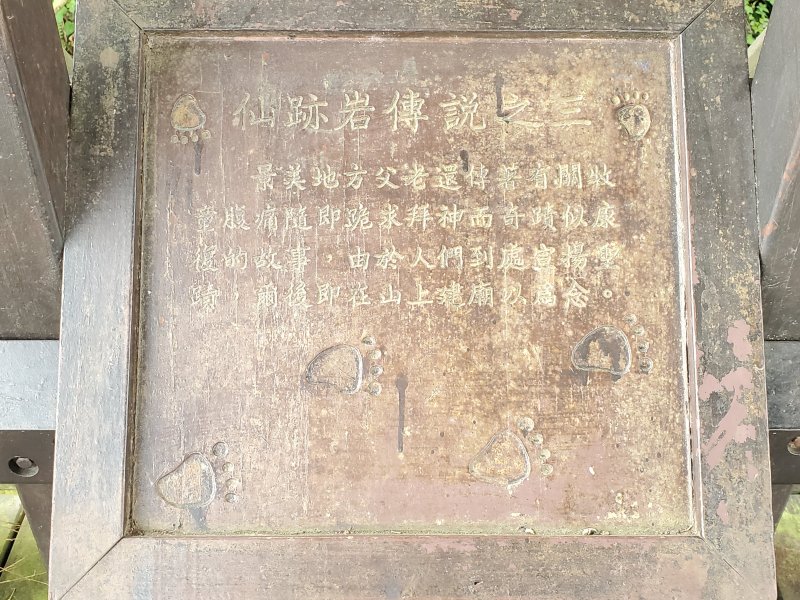 仙跡岩傳說之三
景美地方父老還傳著有關牧
童腹痛隨即跪求拜神而奇蹟似康
復的故事，由於人們到處宣揚靈
蹟，爾後即在山上建廟以為念。